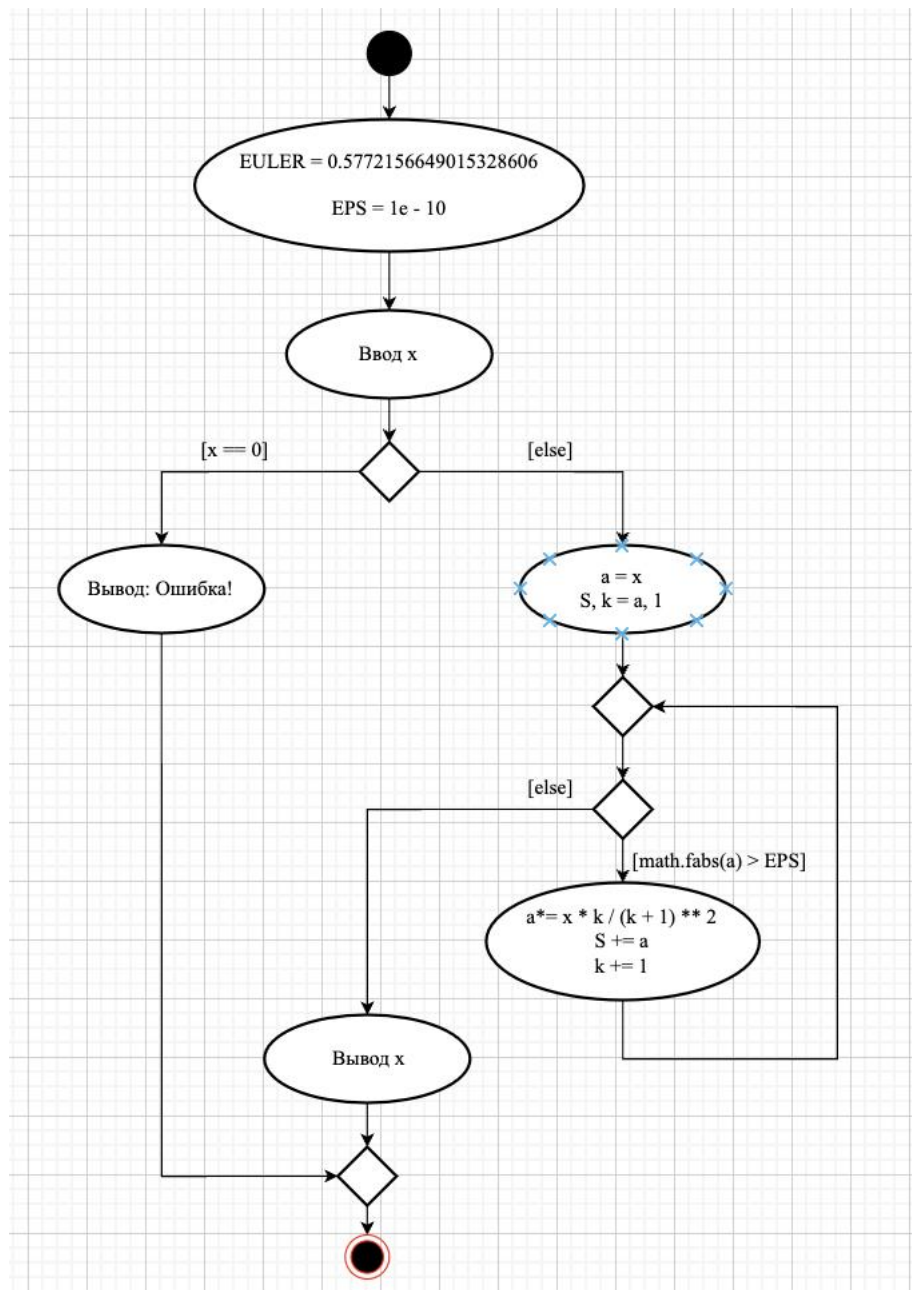 EULER = 0.5772156649015328606
EPS = 1e - 10
Ввод x
[x == 0]
[else]
Вывод: Ошибка!
a = x
S, k = a, 1
[else]
[math.fabs(a) > EPS]
a*= x * k / (k + 1) ** 2
S += a
k += 1
Вывод x